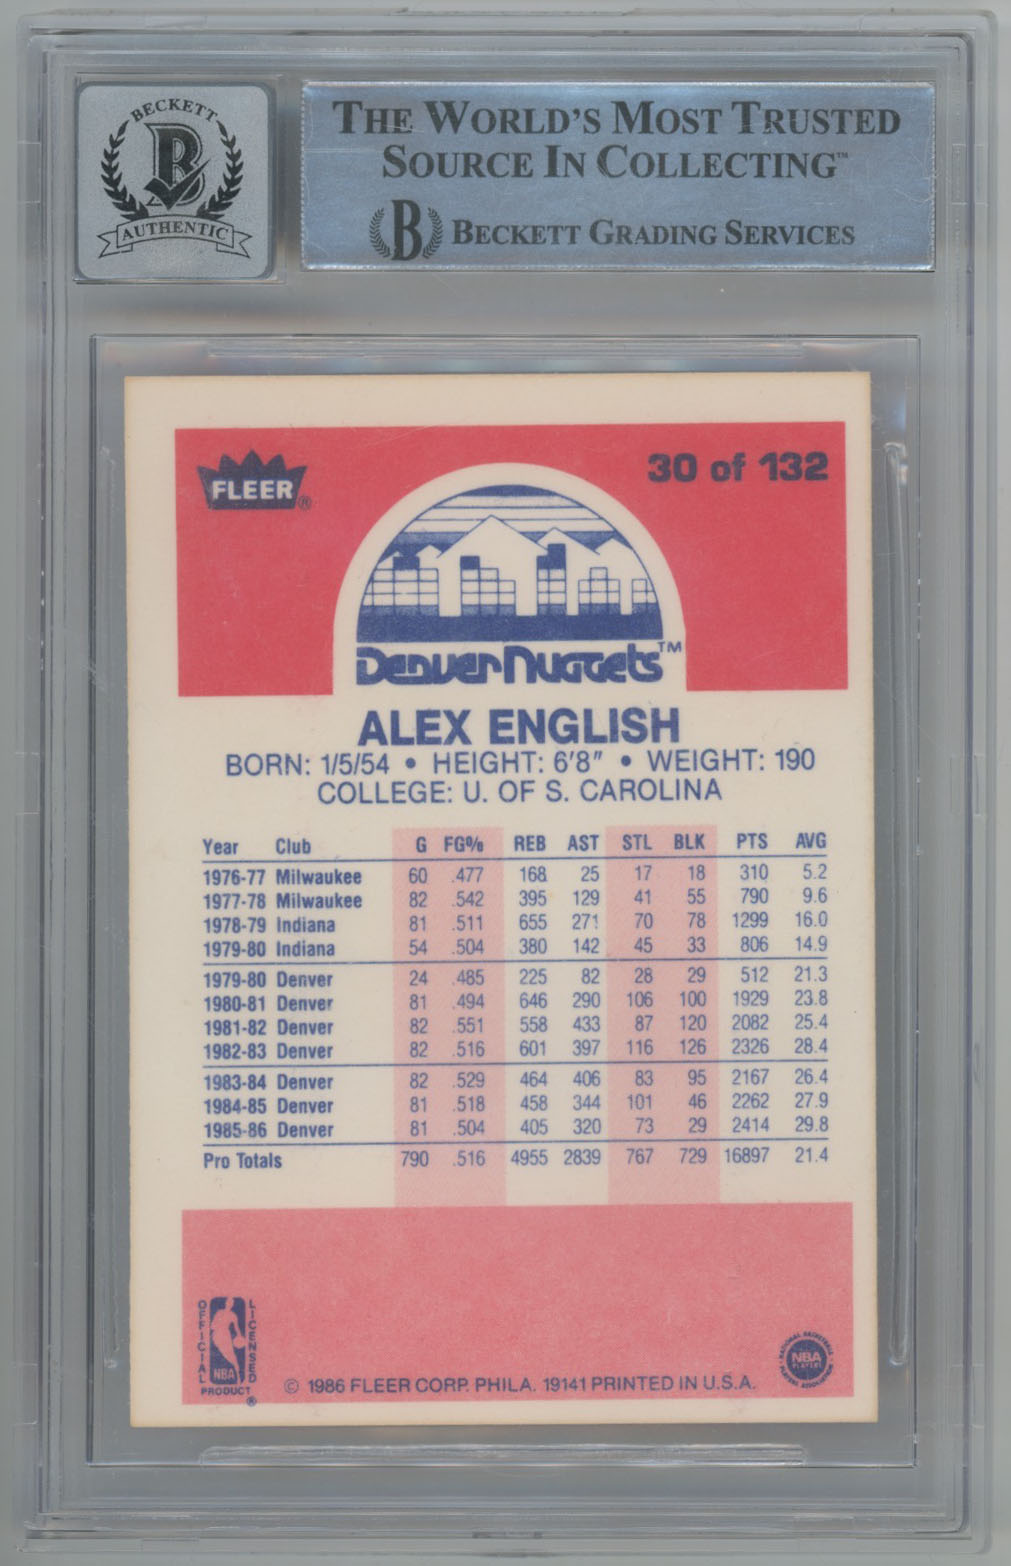 BECKETT
B
AUTHENTIC
THE WORLD'S MOST TRUSTED
SOURCE IN COLLECTING™
B BECKETT GRADING SERVICES
FLEER®
30 of 132
Denver Nuggets™
ALEX ENGLISH
BORN: 1/5/54 • HEIGHT: 6'8" • WEIGHT: 190
COLLEGE: U. OF S. CAROLINA
Year Club G FG% REB AST STL BLK PTS AVG
1976-77 Milwaukee 60 .477 168 25 17 18 310 5.2
1977-78 Milwaukee 82 .542 395 129 41 55 790 9.6
1978-79 Indiana 81 .511 655 271 70 78 1299 16.0
1979-80 Indiana 54 .504 380 142 45 33 806 14.9
1979-80 Denver 24 .485 225 82 28 29 512 21.3
1980-81 Denver 81 .494 646 290 106 100 1929 23.8
1981-82 Denver 82 .551 558 433 87 120 2082 25.4
1982-83 Denver 82 .516 601 397 116 126 2326 28.4
1983-84 Denver 82 .529 464 406 83 95 2167 26.4
1984-85 Denver 81 .518 458 344 101 46 2262 27.9
1985-86 Denver 81 .504 405 320 73 29 2414 29.8
Pro Totals 790 .516 4955 2839 767 729 16897 21.4
OFFICIAL LICENSED
NBA
PRODUCT ®
© 1986 FLEER CORP. PHILA. 19141 PRINTED IN U.S.A.
NATIONAL BASKETBALL
NBA
PLAYERS
PLAYERS ASSOCIATION